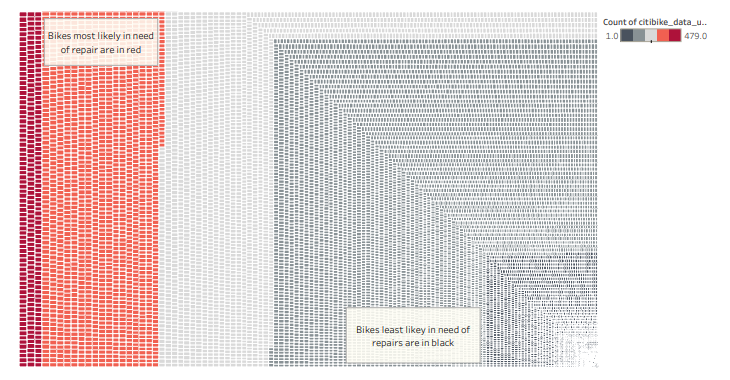 Bikes most likely in need
of repair are in red
Count of citibike_data_u..
1.0 479.0
Bikes least likey in need of
repairs are in black